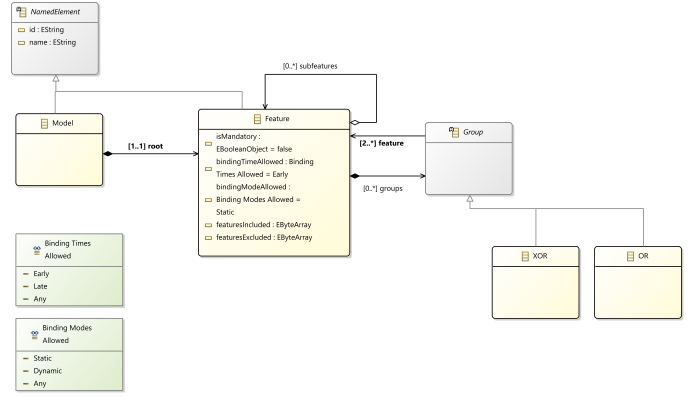 NamedElement
id : EString
name : EString
[0..*] subfeatures
Model
[1..1] root
Feature
isMandatory :
EBooleanObject = false
bindingTimeAllowed : Binding
Times Allowed = Early
bindingModeAllowed :
Binding Modes Allowed =
Static
featuresIncluded : EByteArray
featuresExcluded : EByteArray
[2..*] feature
[0..*] groups
Group
XOR
OR
Binding Times
Allowed
Early
Late
Any
Binding Modes
Allowed
Static
Dynamic
Any